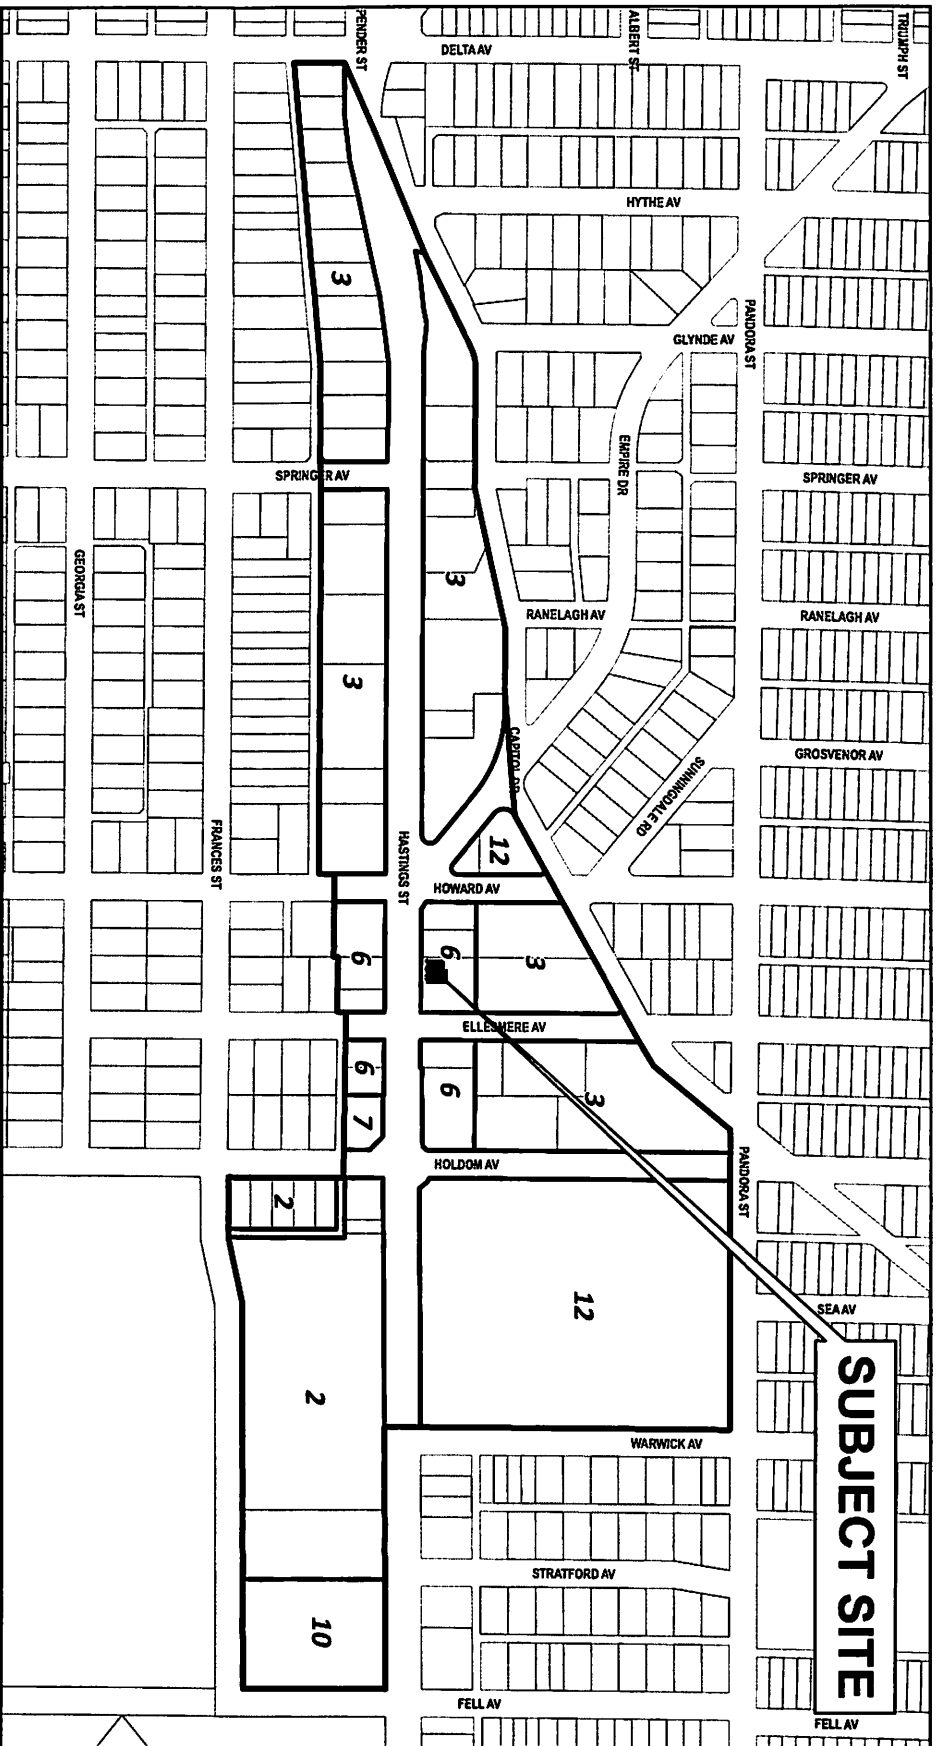 PENDER ST
ALBERT ST
TRIUMPH ST
DELTA AV
HYTHE AV
3
PANDORA ST
GLYNDE AV
EMPIRE DR
SPRINGER AV
SPRINGER AV
GEORGIA ST
3
RANELAGH AV
RANELAGH AV
3
CAPITOL DR
GROSVENOR AV
SUNNINGDALE RD
FRANCES ST
HASTINGS ST
12
HOWARD AV
6
6
3
ELLESMERE AV
6
6
3
7
HOLDOM AV
PANDORA ST
2
12
SEA AV
2
SUBJECT SITE
WARWICK AV
STRATFORD AV
10
FELL AV
FELL AV